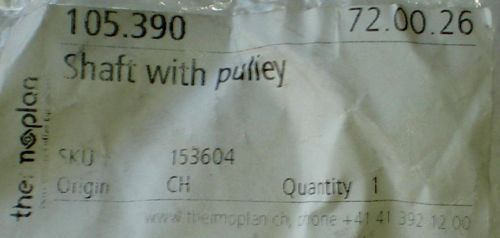 105.390 72.00.26
Shaft with pulley
SKU 153604
Origin CH Quantity 1
www.thermoplan.ch, phone +41 41 392 12 00
thermoplan